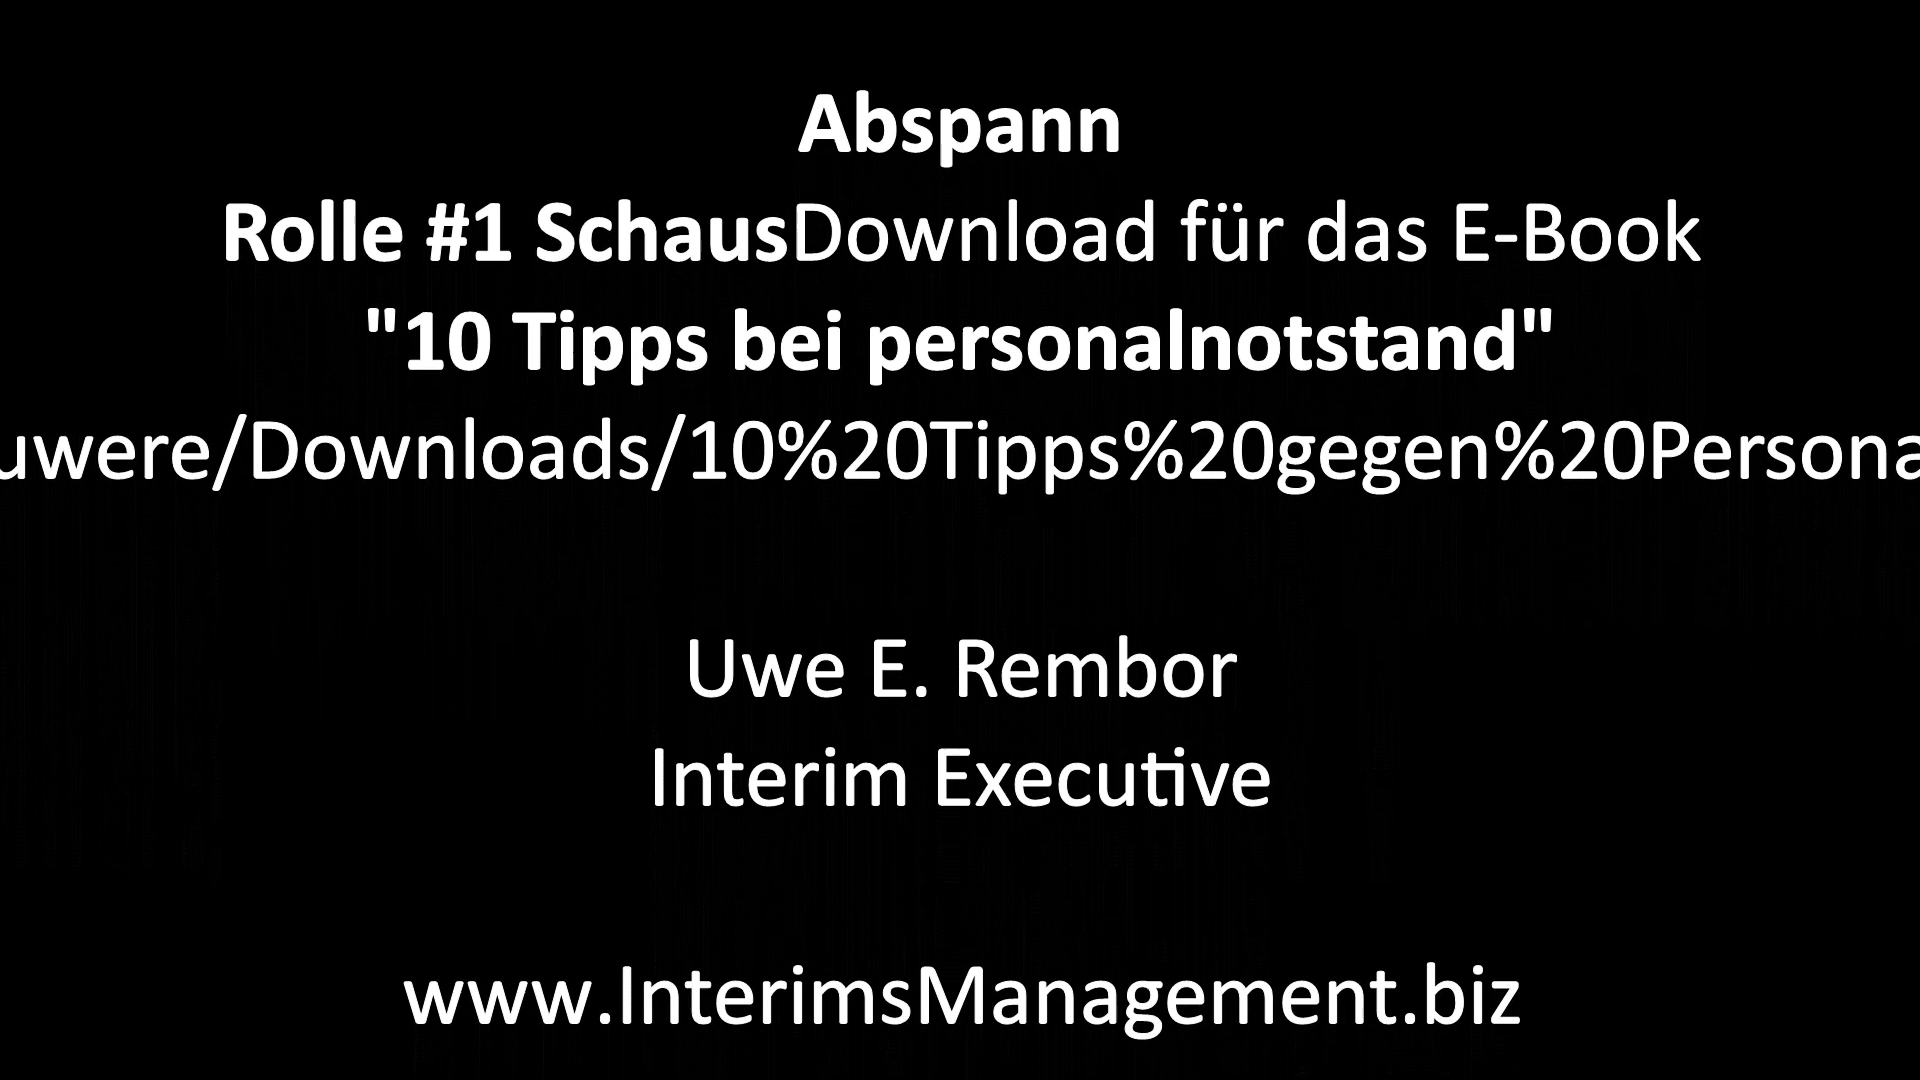 Abspann
Rolle #1 SchausDownload für das E-Book
"10 Tipps bei personalnotstand"
uwere/Downloads/10%20Tipps%20gegen%20Persona
Uwe E. Rembor
Interim Executive
www.InterimsManagement.biz